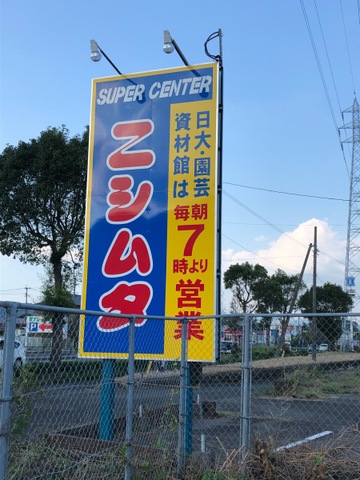 SUPER CENTER
ニシムタ
日大・園芸
資材館は
毎朝
7
時より
営業
P